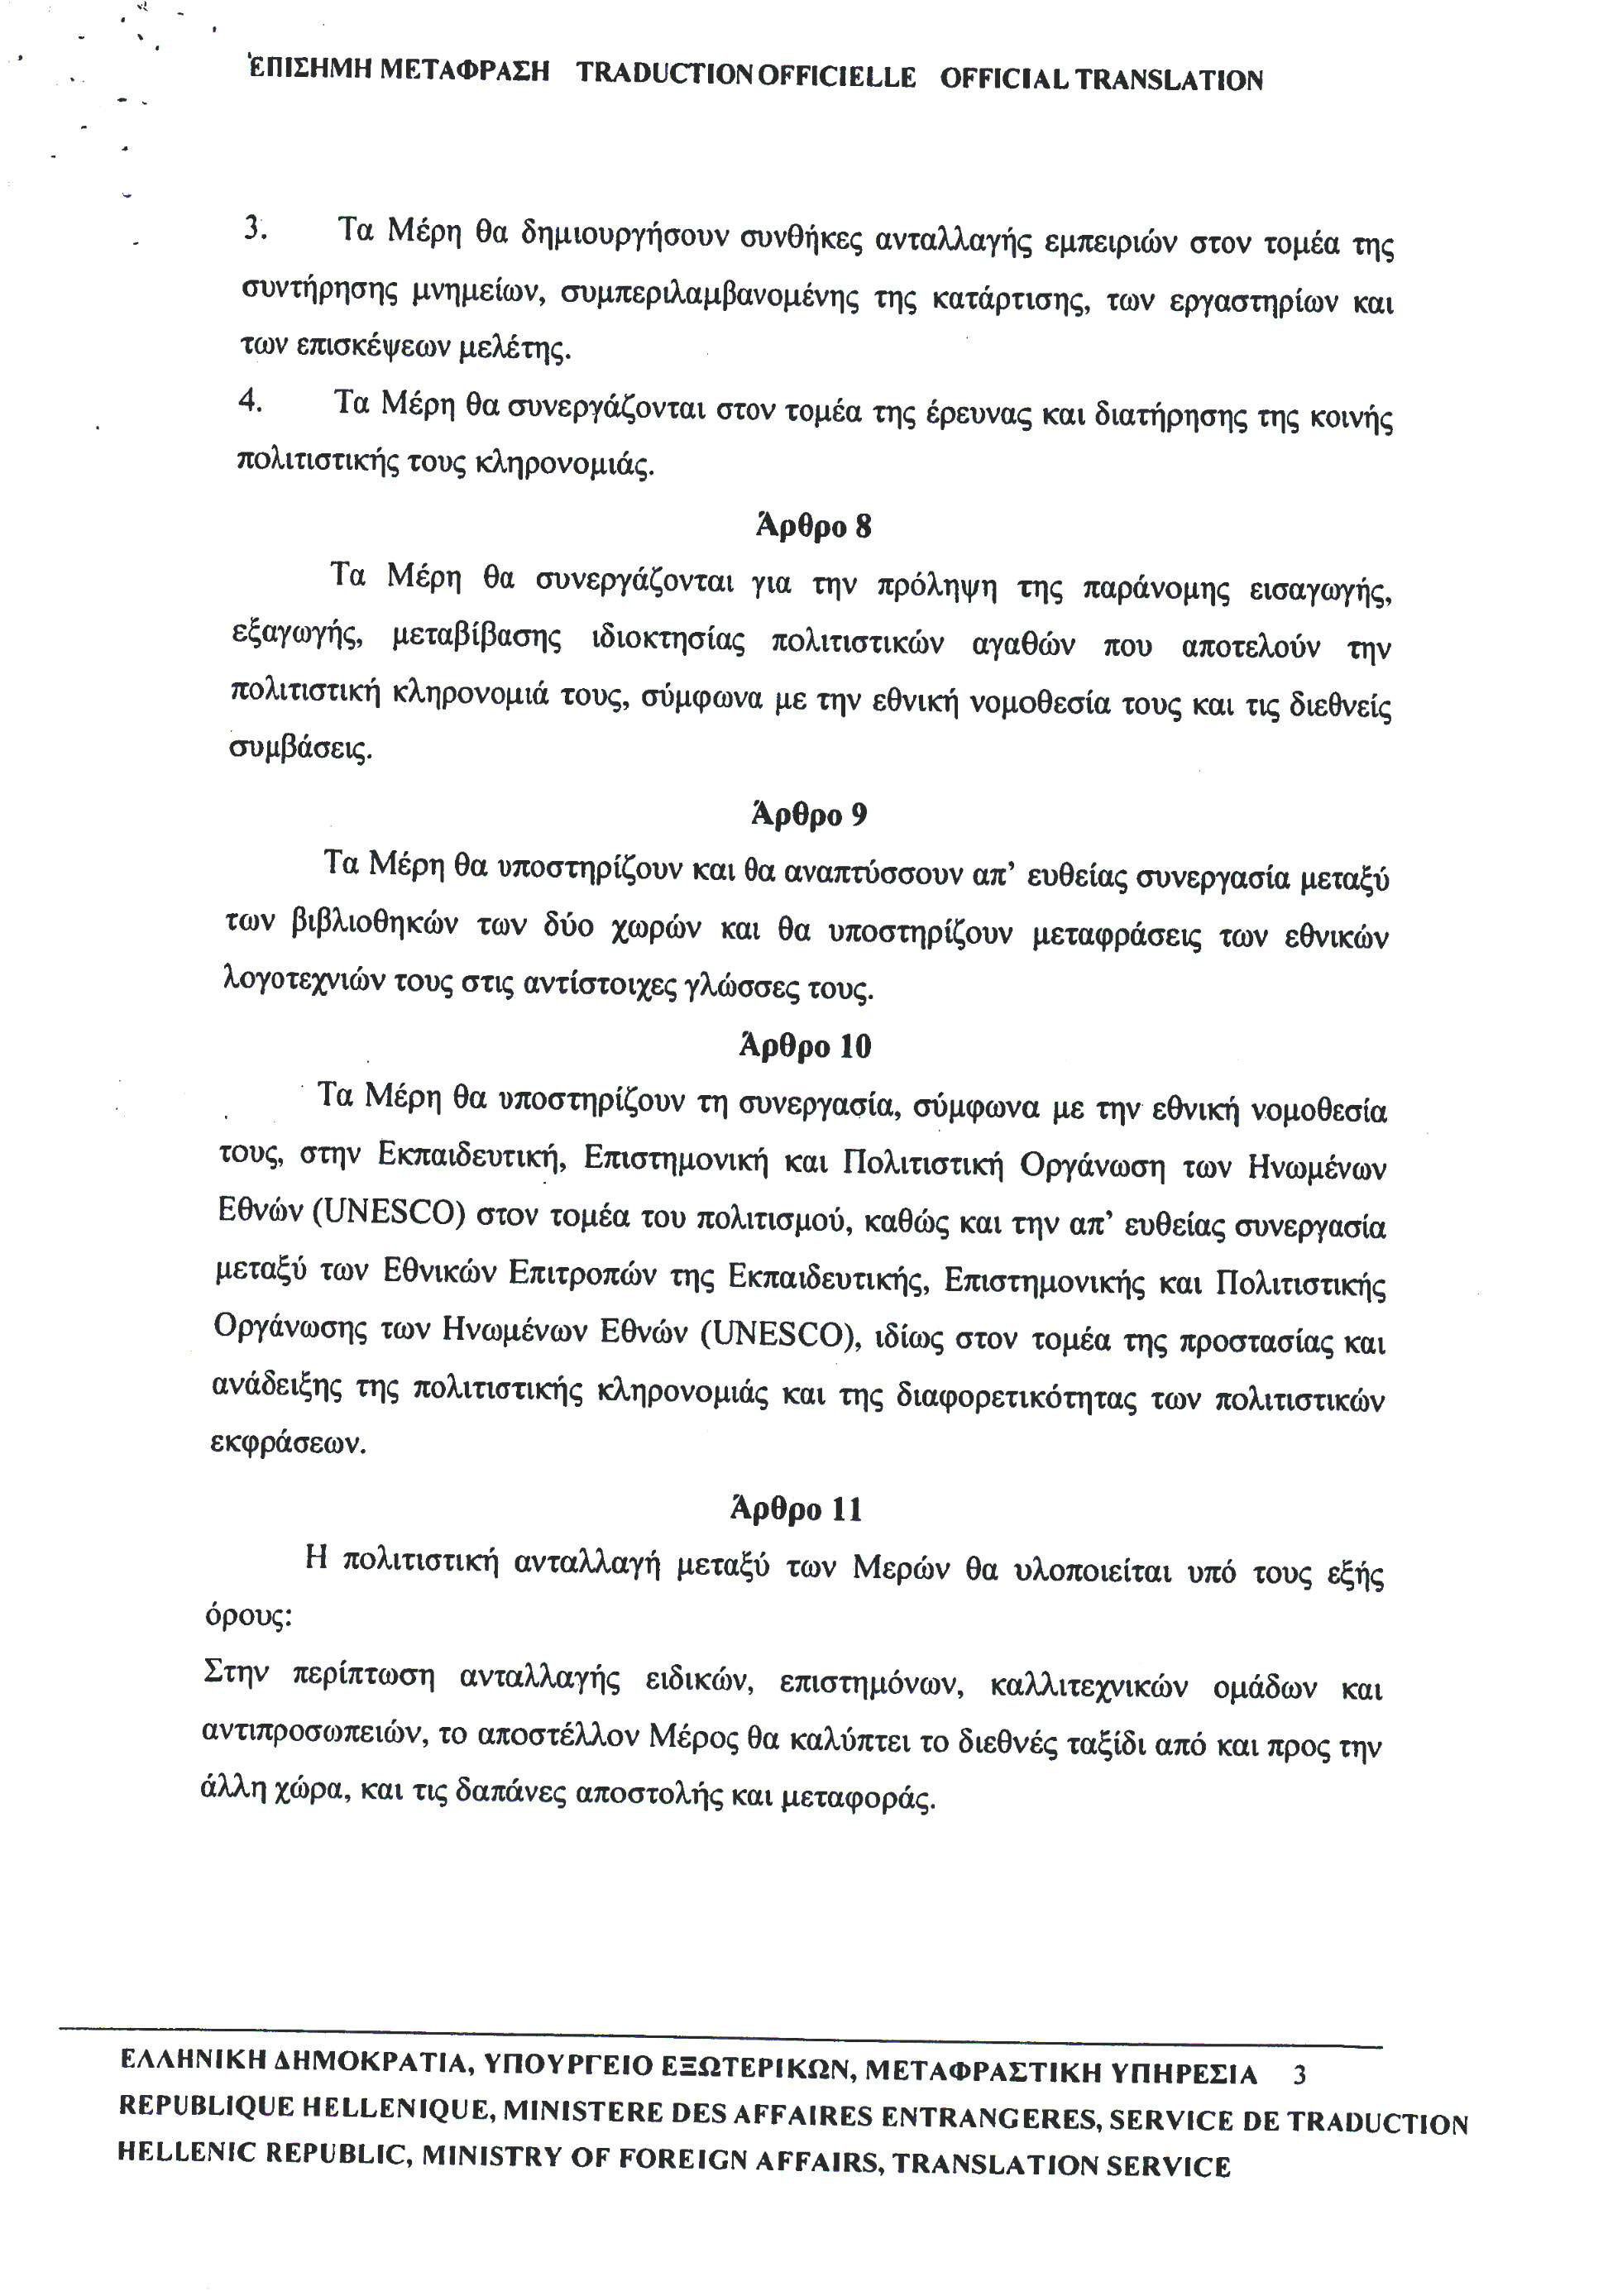 ΈΠΙΣΗΜΗ ΜΕΤΑΦΡΑΣΗ TRADUCTION OFFICIELLE OFFICIAL TRANSLATION
3. Τα Μέρη θα δημιουργήσουν συνθήκες ανταλλαγής εμπειριών στον τομέα της
συντήρησης μνημείων, συμπεριλαμβανομένης της κατάρτισης, των εργαστηρίων και
των επισκέψεων μελέτης.
4. Τα Μέρη θα συνεργάζονται στον τομέα της έρευνας και διατήρησης της κοινής
πολιτιστικής τους κληρονομιάς.
Άρθρο 8
Τα Μέρη θα συνεργάζονται για την πρόληψη της παράνομης εισαγωγής,
εξαγωγής, μεταβίβασης ιδιοκτησίας πολιτιστικών αγαθών που αποτελούν την
πολιτιστική κληρονομιά τους, σύμφωνα με την εθνική νομοθεσία τους και τις διεθνείς
συμβάσεις.
Άρθρο 9
Τα Μέρη θα υποστηρίζουν και θα αναπτύσσουν απ’ ευθείας συνεργασία μεταξύ
των βιβλιοθηκών των δύο χωρών και θα υποστηρίζουν μεταφράσεις των εθνικών
λογοτεχνιών τους στις αντίστοιχες γλώσσες τους.
Άρθρο 10
Τα Μέρη θα υποστηρίζουν τη συνεργασία, σύμφωνα με την εθνική νομοθεσία
τους, στην Εκπαιδευτική, Επιστημονική και Πολιτιστική Οργάνωση των Ηνωμένων
Εθνών (UNESCO) στον τομέα του πολιτισμού, καθώς και την απ’ ευθείας συνεργασία
μεταξύ των Εθνικών Επιτροπών της Εκπαιδευτικής, Επιστημονικής και Πολιτιστικής
Οργάνωσης των Ηνωμένων Εθνών (UNESCO), ιδίως στον τομέα της προστασίας και
ανάδειξης της πολιτιστικής κληρονομιάς και της διαφορετικότητας των πολιτιστικών
εκφράσεων.
Άρθρο 11
Η πολιτιστική ανταλλαγή μεταξύ των Μερών θα υλοποιείται υπό τους εξής
όρους:
Στην περίπτωση ανταλλαγής ειδικών, επιστημόνων, καλλιτεχνικών ομάδων και
αντιπροσωπειών, το αποστέλλον Μέρος θα καλύπτει το διεθνές ταξίδι από και προς την
άλλη χώρα, και τις δαπάνες αποστολής και μεταφοράς.
ΕΛΛΗΝΙΚΗ ΔΗΜΟΚΡΑΤΙΑ, ΥΠΟΥΡΓΕΙΟ ΕΞΩΤΕΡΙΚΩΝ, ΜΕΤΑΦΡΑΣΤΙΚΗ ΥΠΗΡΕΣΙΑ 3
REPUBLIQUE HELLENIQUE, MINISTERE DES AFFAIRES ENTRANGERES, SERVICE DE TRADUCTION
HELLENIC REPUBLIC, MINISTRY OF FOREIGN AFFAIRS, TRANSLATION SERVICE